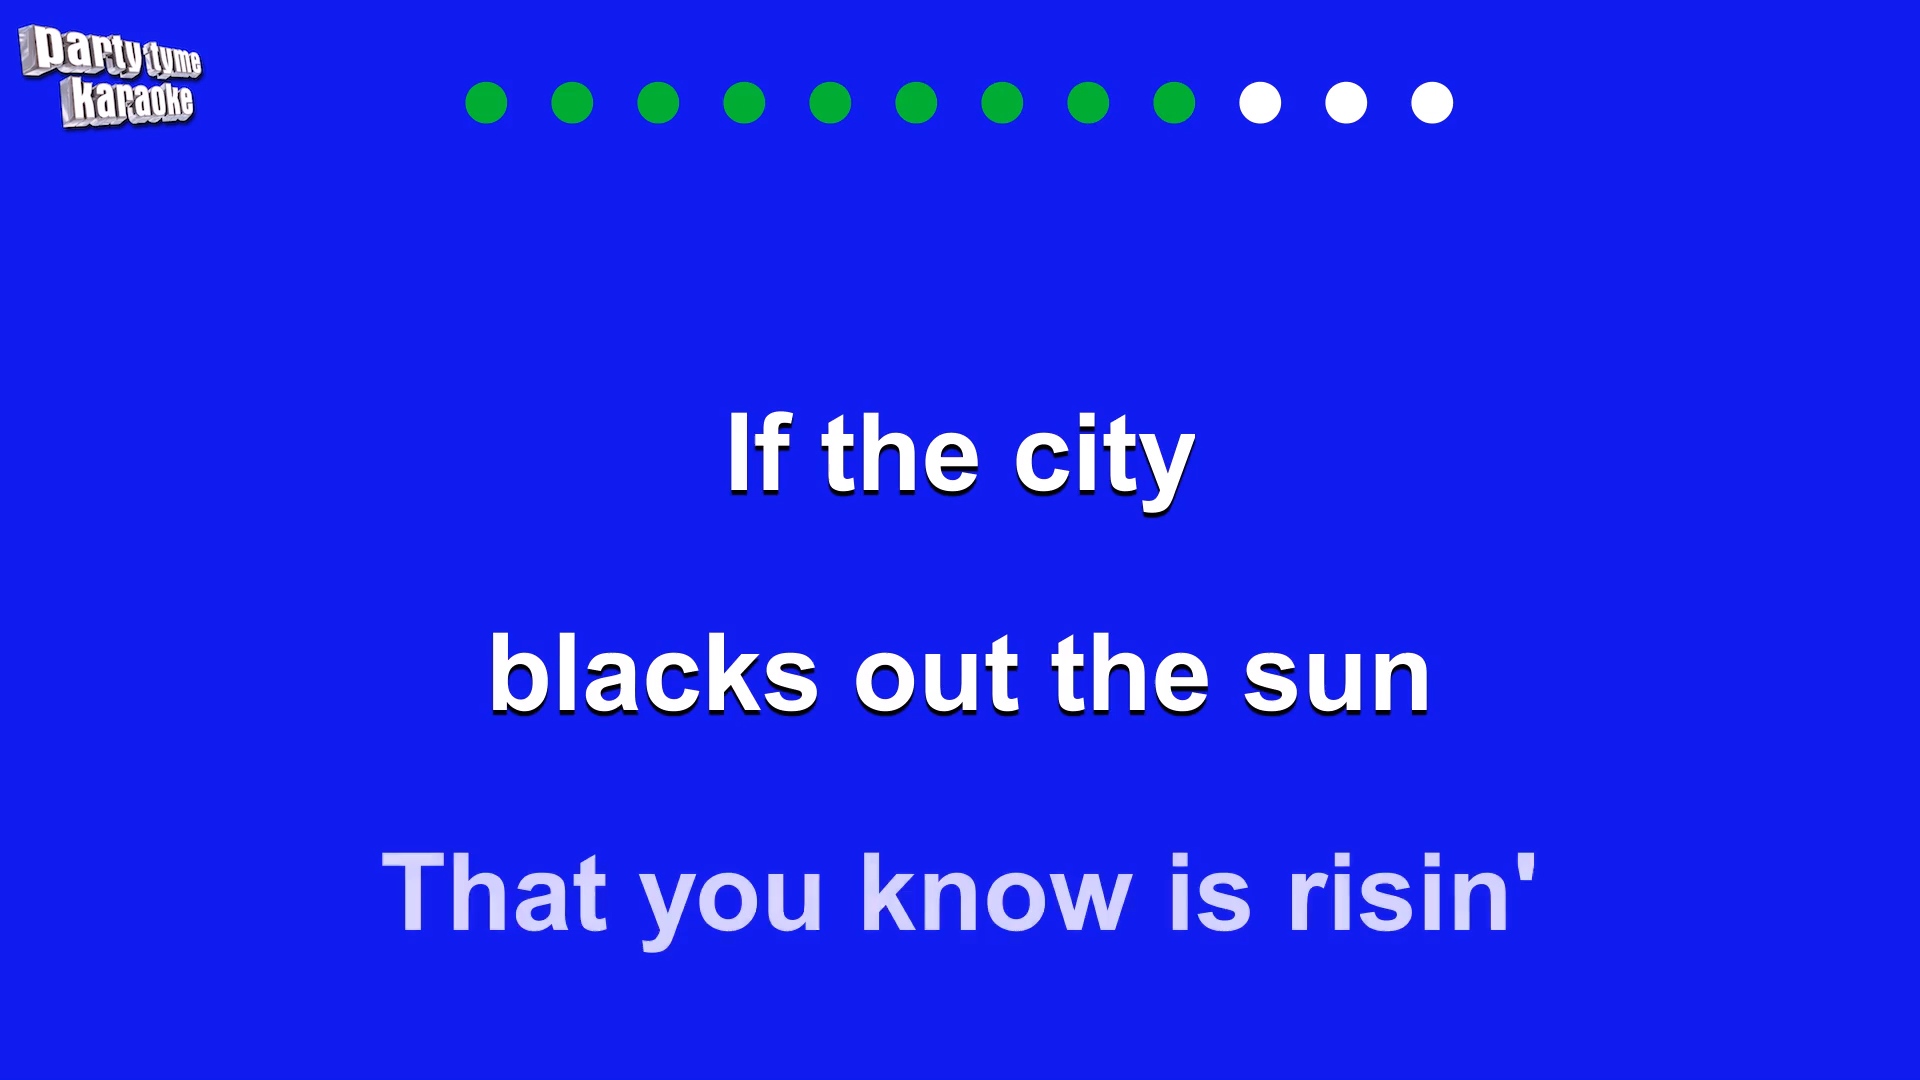 party tyme
karaoke
If the city
blacks out the sun
That you know is risin'